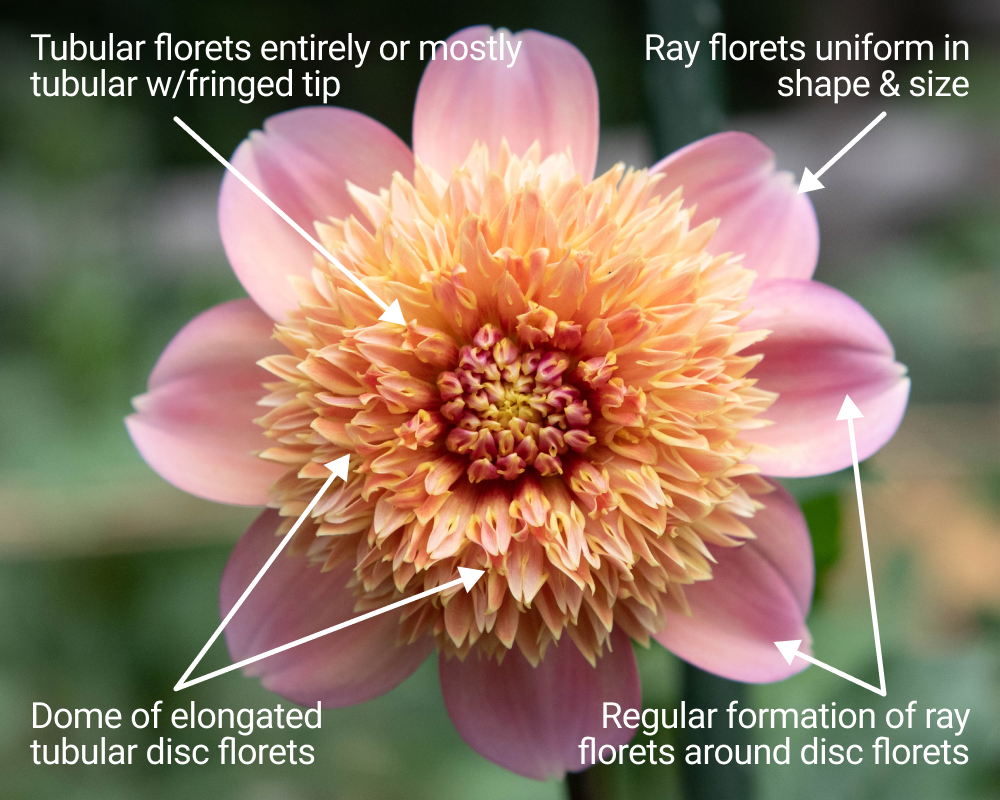 Tubular florets entirely or mostly
tubular w/fringed tip
Ray florets uniform in
shape & size
Dome of elongated
tubular disc florets
Regular formation of ray
florets around disc florets